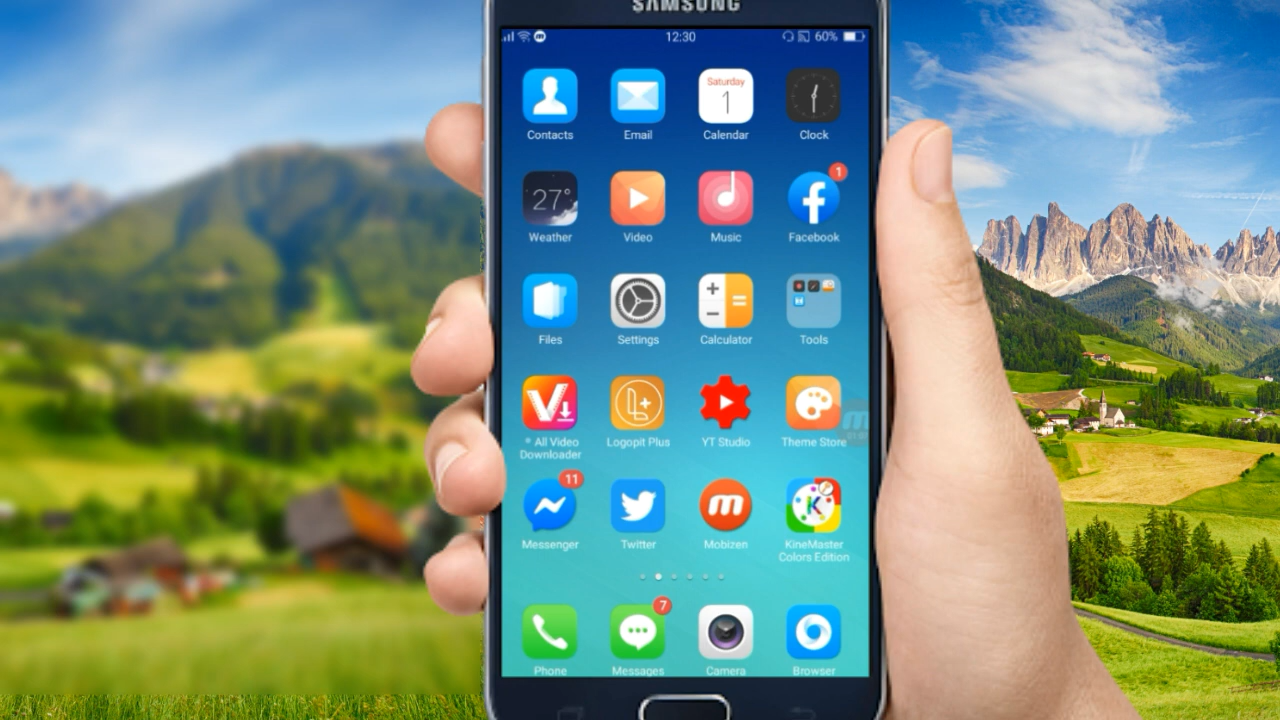 SAMSUNG
12:30
60%
Saturday
1
Contacts
Email
Calendar
Clock
27°
1
Weather
Video
Music
Facebook
Files
Settings
Calculator
Tools
° All Video
Downloader
Logopit Plus
YT Studio
Theme Store
11
K
Messenger
Twitter
Mobizen
KineMaster
Colors Edition
7
Phone
Messages
Camera
Browser